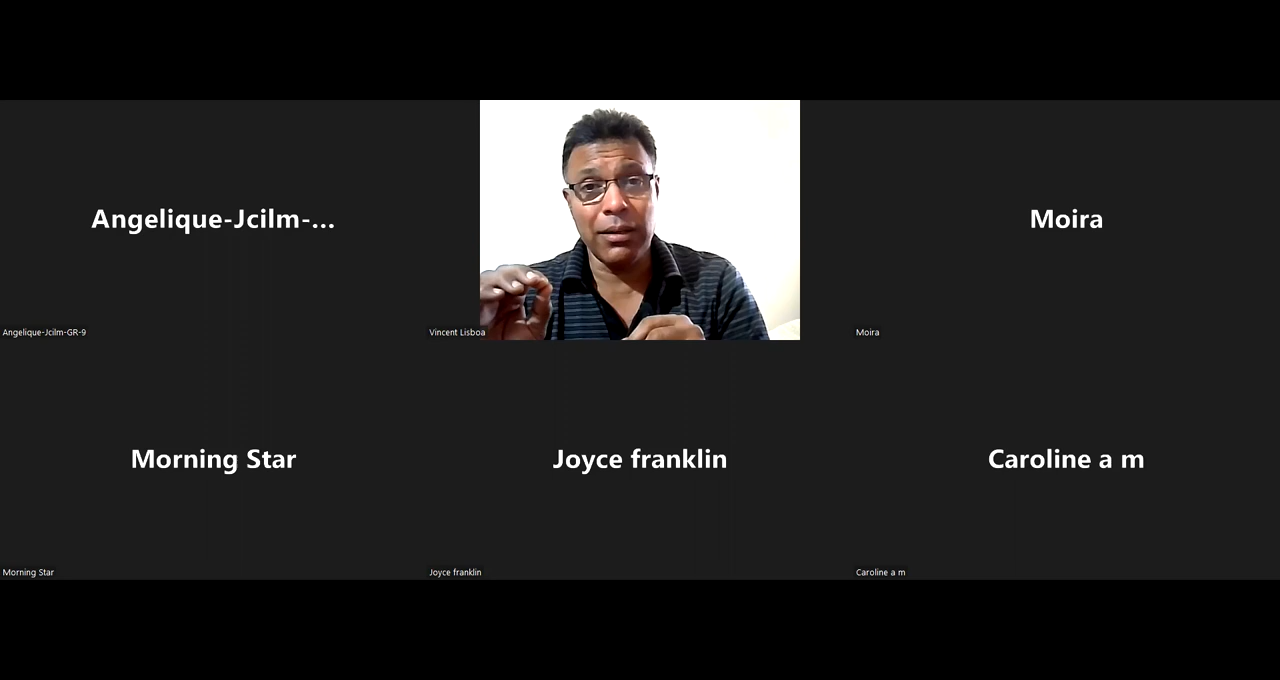 Angelique-Jcilm-...
Moira
Angelique-Jcilm-GR-9
Vincent Lisboa
Moira
Morning Star
Joyce franklin
Caroline a m
Morning Star
Joyce franklin
Caroline a m